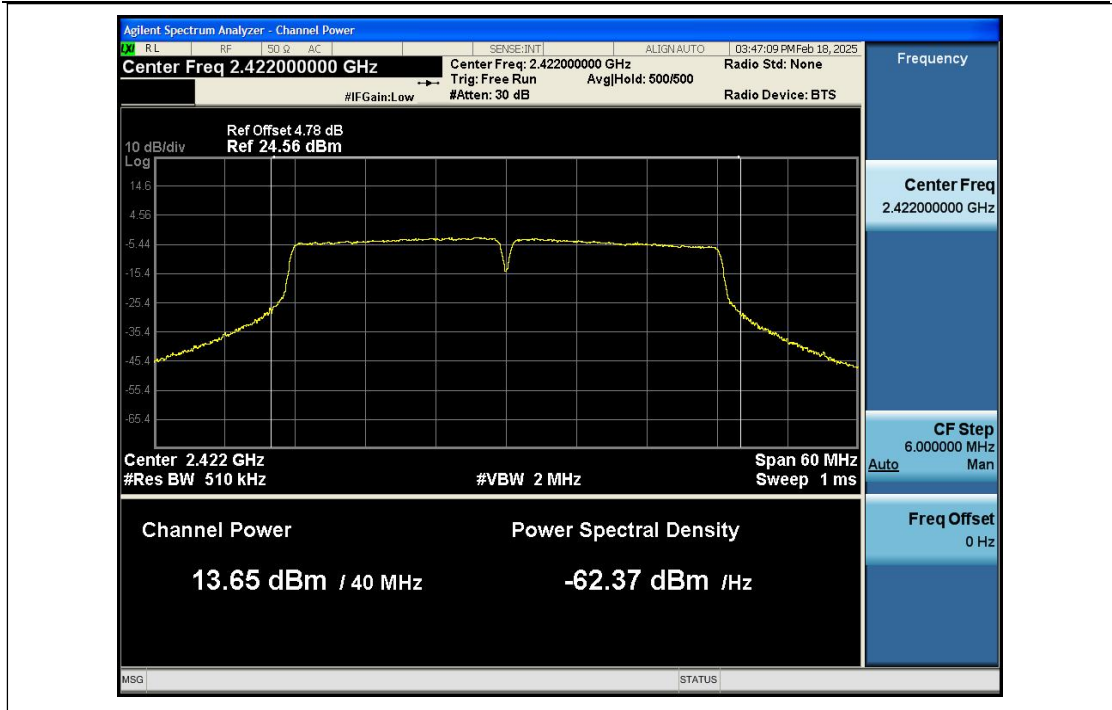 Agilent Spectrum Analyzer - Channel Power
LXI RL RF 50 Ω AC SENSE:INT ALIGN AUTO 03:47:09 PM Feb 18, 2025
Center Freq 2.422000000 GHz
Center Freq: 2.422000000 GHz
Radio Std: None
Trig: Free Run Avg|Hold: 500/500
#IFGain:Low #Atten: 30 dB Radio Device: BTS
Ref Offset 4.78 dB
10 dB/div Ref 24.56 dBm
Log
14.6
4.56
-5.44
-15.4
-25.4
-35.4
-45.4
-55.4
-65.4
Center 2.422 GHz Span 60 MHz
#Res BW 510 kHz #VBW 2 MHz Sweep 1 ms
Channel Power Power Spectral Density
13.65 dBm / 40 MHz -62.37 dBm /Hz
MSG STATUS
Frequency
Center Freq
2.422000000 GHz
CF Step
6.000000 MHz
Auto Man
Freq Offset
0 Hz